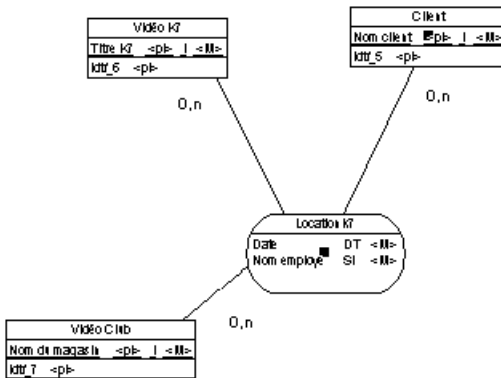 Vidéo K7
Titre K7 <pi> I <M>
Idtf_6 <pi>
Client
Nom client <pi> I <M>
Idtf_5 <pi>
0,n
0,n
Location K7
Date DT <M>
Nom employé SI <M>
0,n
Vidéo Club
Nom du magasin <pi> I <M>
Idtf_7 <pi>